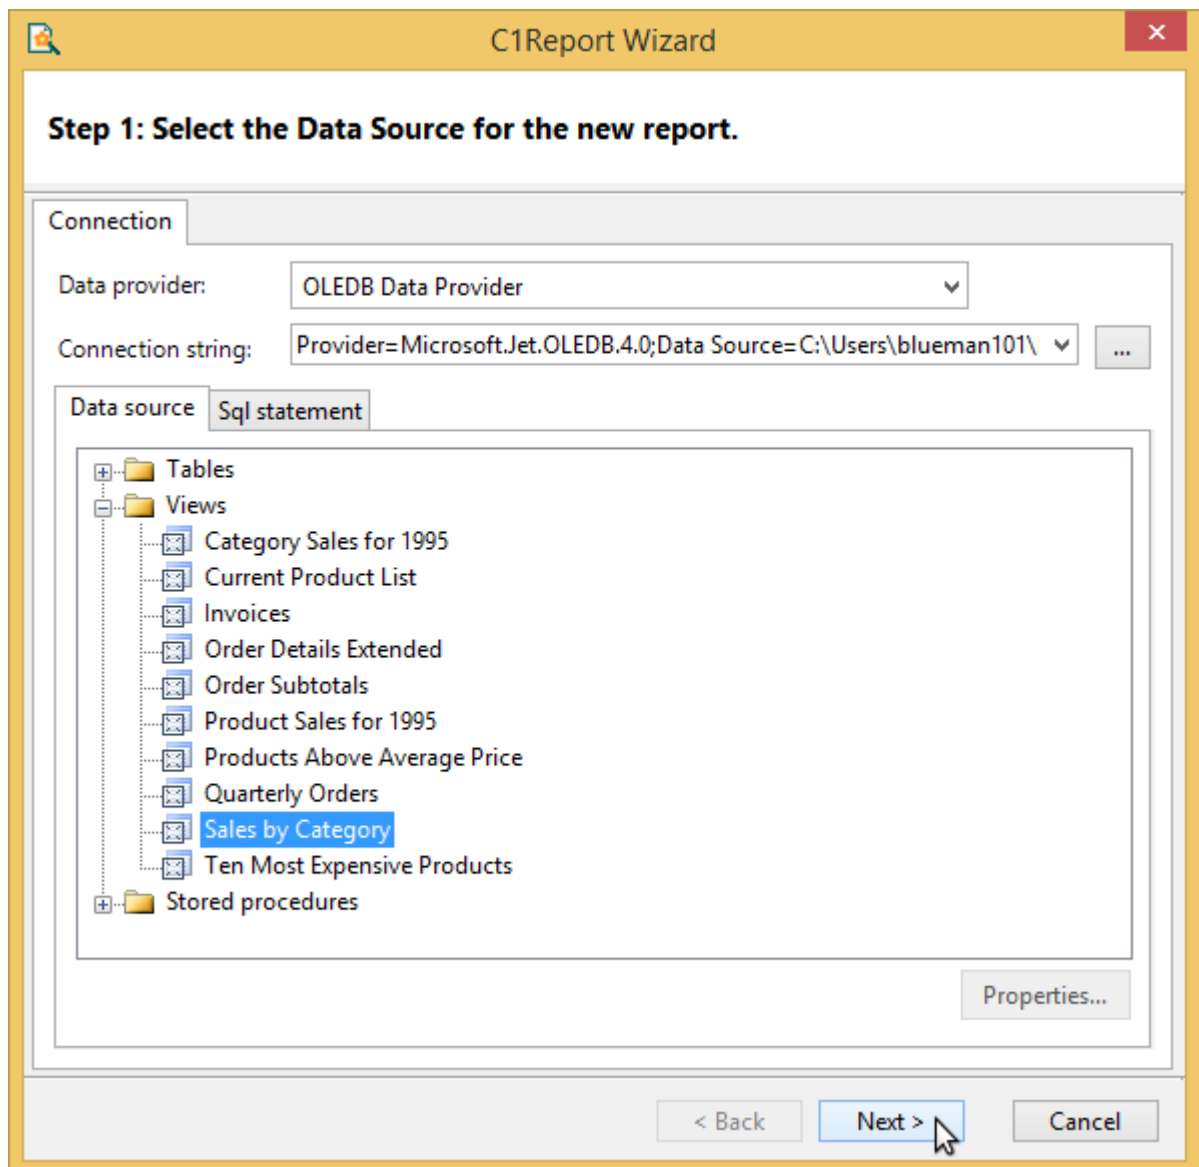 C1Report Wizard
Step 1: Select the Data Source for the new report.
Connection
Data provider: OLEDB Data Provider
Connection string: Provider=Microsoft.Jet.OLEDB.4.0;Data Source=C:\Users\blueman101\ ...
Data source Sql statement
Tables
Views
Category Sales for 1995
Current Product List
Invoices
Order Details Extended
Order Subtotals
Product Sales for 1995
Products Above Average Price
Quarterly Orders
Sales by Category
Ten Most Expensive Products
Stored procedures
Properties...
< Back Next > Cancel